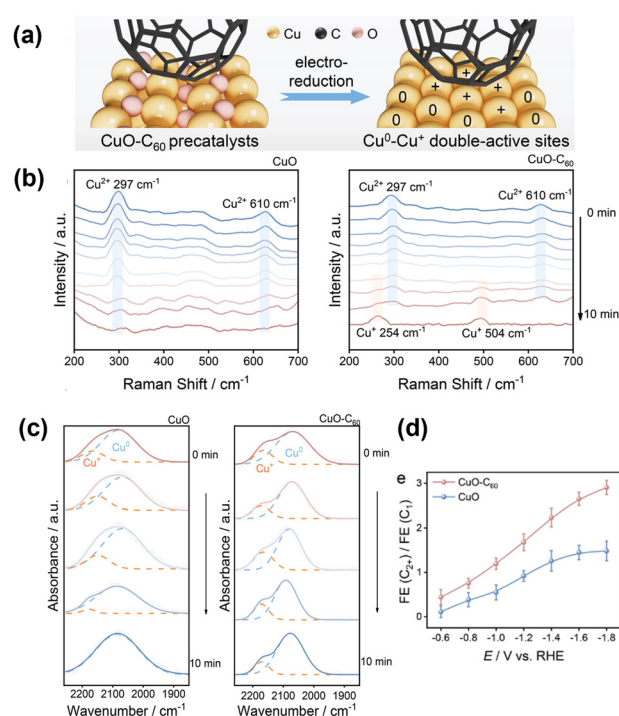 (a)
Cu C O
electro-
reduction
+
+ +
0 + + 0
0 0 + 0 0
CuO-C₆₀ precatalysts
Cu⁰-Cu⁺ double-active sites
(b)
CuO
Cu²⁺ 297 cm⁻¹
Cu²⁺ 610 cm⁻¹
Intensity / a.u.
200 300 400 500 600 700
Raman Shift / cm⁻¹
CuO-C₆₀
Cu²⁺ 297 cm⁻¹
Cu²⁺ 610 cm⁻¹
0 min
10 min
Cu⁺ 254 cm⁻¹
Cu⁺ 504 cm⁻¹
Intensity / a.u.
200 300 400 500 600 700
Raman Shift / cm⁻¹
(c)
CuO
Cu⁺
Cu⁰
0 min
10 min
Absorbance / a.u.
2200 2100 2000 1900
Wavenumber / cm⁻¹
CuO-C₆₀
Cu⁺
Cu⁰
0 min
10 min
Absorbance / a.u.
2200 2100 2000 1900
Wavenumber / cm⁻¹
(d)
e
CuO-C₆₀
CuO
FE (C₂₊) / FE (C₁)
3
2
1
0
-0.6 -0.8 -1.0 -1.2 -1.4 -1.6 -1.8
E / V vs. RHE